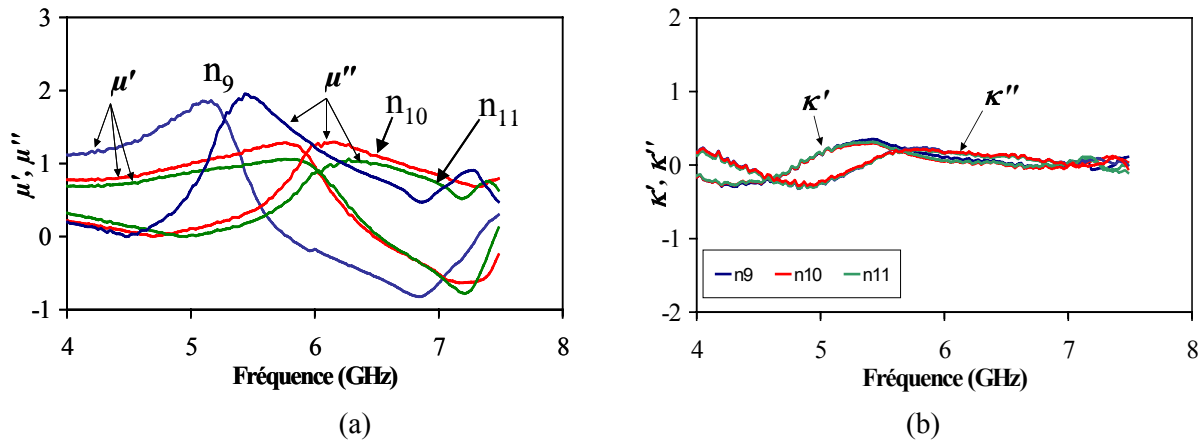 3
2
1
0
-1
μ', μ"
μ'
n9
μ"
n10
n11
4 5 6 7 8
Fréquence (GHz)
(a)
2
1
0
-1
-2
κ', κ"
κ'
κ"
n9 n10 n11
4 5 6 7 8
Fréquence (GHz)
(b)